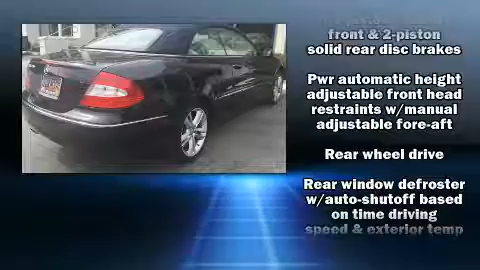 front & 2-piston
solid rear disc brakes
Pwr automatic height
adjustable front head
restraints w/manual
adjustable fore-aft
Rear wheel drive
Rear window defroster
w/auto-shutoff based
on time driving
speed & exterior temp